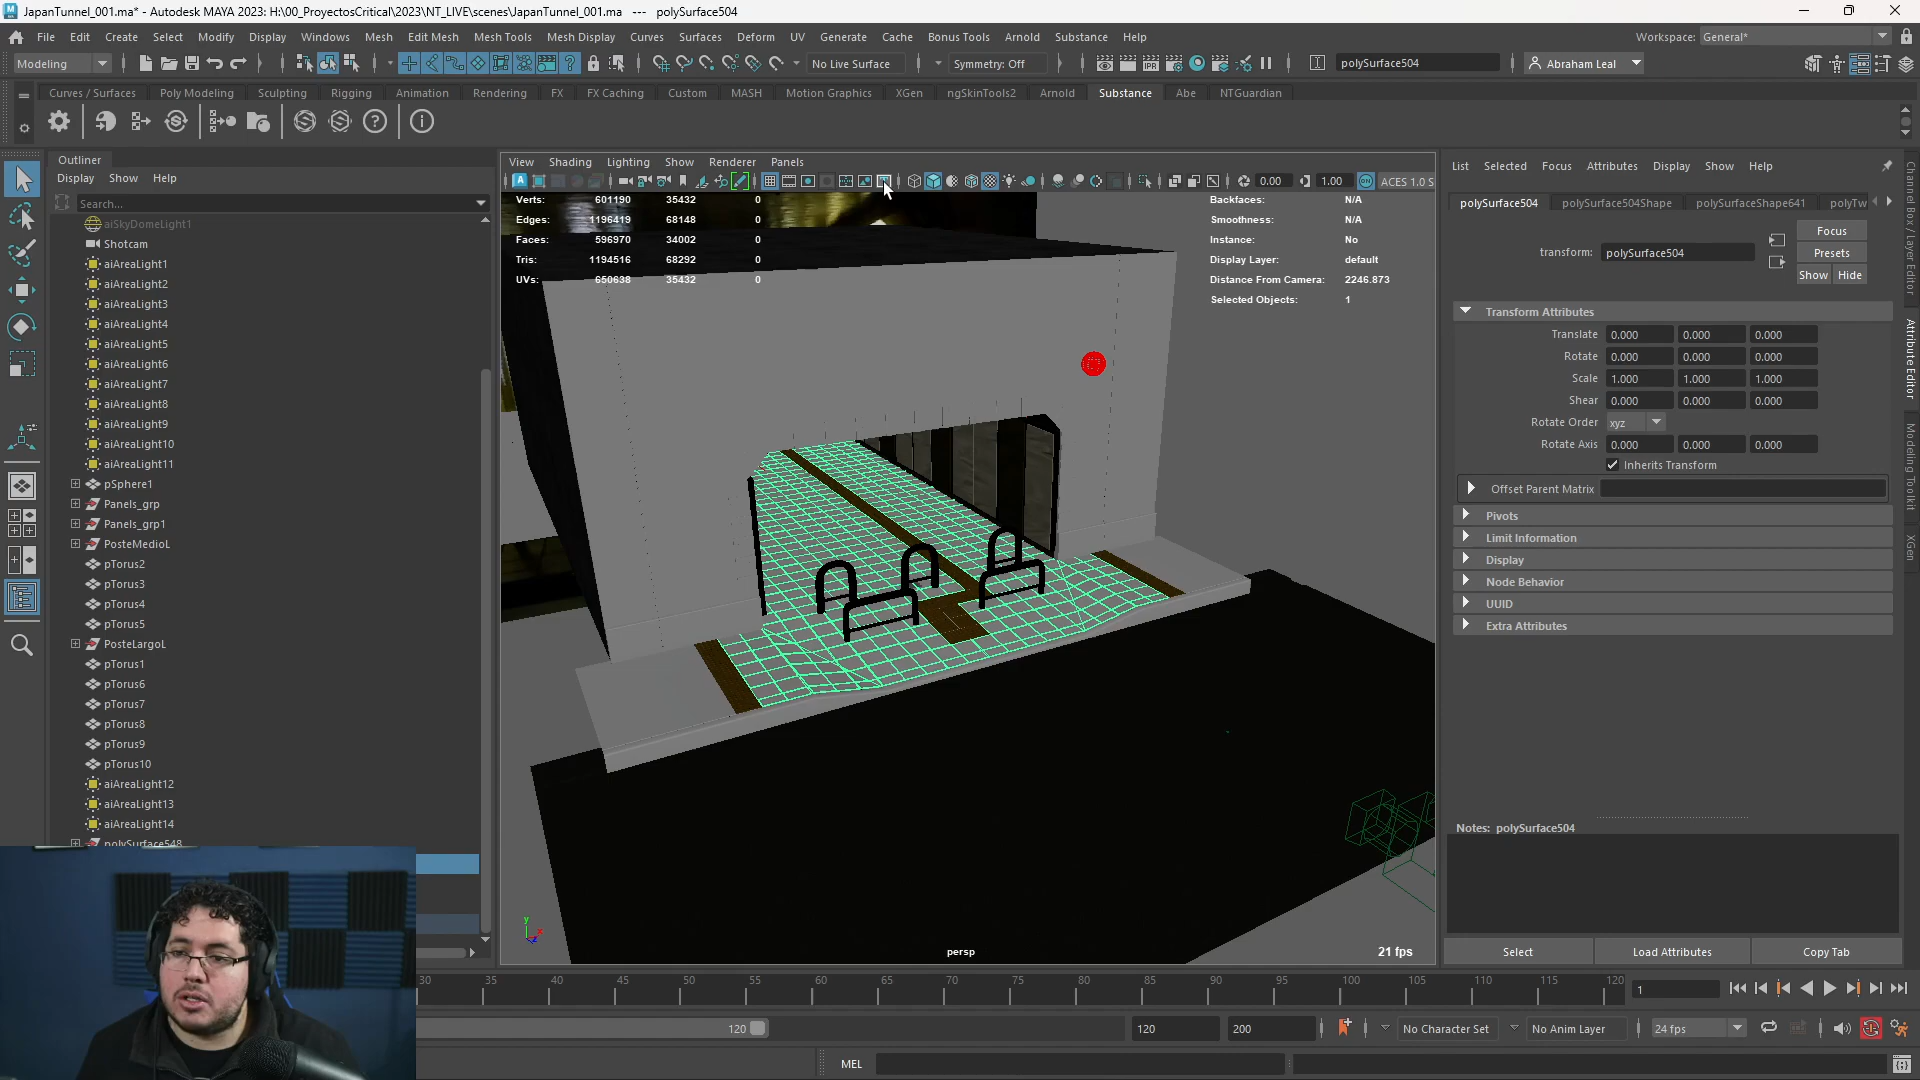 JapanTunnel_001.ma* - Autodesk MAYA 2023: H:\00_ProyectosCritical\2023\NT_LIVE\scenes\JapanTunnel_001.ma --- polySurface504
File Edit Create Select Modify Display Windows Mesh Edit Mesh Mesh Tools Mesh Display Curves Surfaces Deform UV Generate Cache Bonus Tools Arnold Substance Help
Workspace: General*
Modeling No Live Surface Symmetry: Off polySurface504 Abraham Leal
Curves / Surfaces Poly Modeling Sculpting Rigging Animation Rendering FX FX Caching Custom MASH Motion Graphics XGen ngSkinTools2 Arnold Substance Abe NTGuardian
Outliner
Display Show Help
Search...
aiSkyDomeLight1
Shotcam
aiAreaLight1
aiAreaLight2
aiAreaLight3
aiAreaLight4
aiAreaLight5
aiAreaLight6
aiAreaLight7
aiAreaLight8
aiAreaLight9
aiAreaLight10
aiAreaLight11
pSphere1
Panels_grp
Panels_grp1
PosteMedioL
pTorus2
pTorus3
pTorus4
pTorus5
PosteLargoL
pTorus1
pTorus6
pTorus7
pTorus8
pTorus9
pTorus10
aiAreaLight12
aiAreaLight13
aiAreaLight14
polySurface548
View Shading Lighting Show Renderer Panels
0.00 1.00 ACES 1.0 S
Verts: 601190 35432 0
Edges: 1196419 68148 0
Faces: 596970 34002 0
Tris: 1194516 68292 0
UVs: 650638 35432 0
Backfaces: N/A
Smoothness: N/A
Instance: No
Display Layer: default
Distance From Camera: 2246.873
Selected Objects: 1
persp
21 fps
List Selected Focus Attributes Display Show Help
polySurface504 polySurface504Shape polySurfaceShape641 polyTw
transform: polySurface504
Focus
Presets
Show Hide
Transform Attributes
Translate 0.000 0.000 0.000
Rotate 0.000 0.000 0.000
Scale 1.000 1.000 1.000
Shear 0.000 0.000 0.000
Rotate Order xyz
Rotate Axis 0.000 0.000 0.000
Inherits Transform
Offset Parent Matrix
Pivots
Limit Information
Display
Node Behavior
UUID
Extra Attributes
Notes: polySurface504
Select Load Attributes Copy Tab
Channel Box / Layer Editor
Attribute Editor
Modeling Toolkit
XGen
30 35 40 45 50 55 60 65 70 75 80 85 90 95 100 105 110 115 120
1
120 120 200 No Character Set No Anim Layer 24 fps
MEL